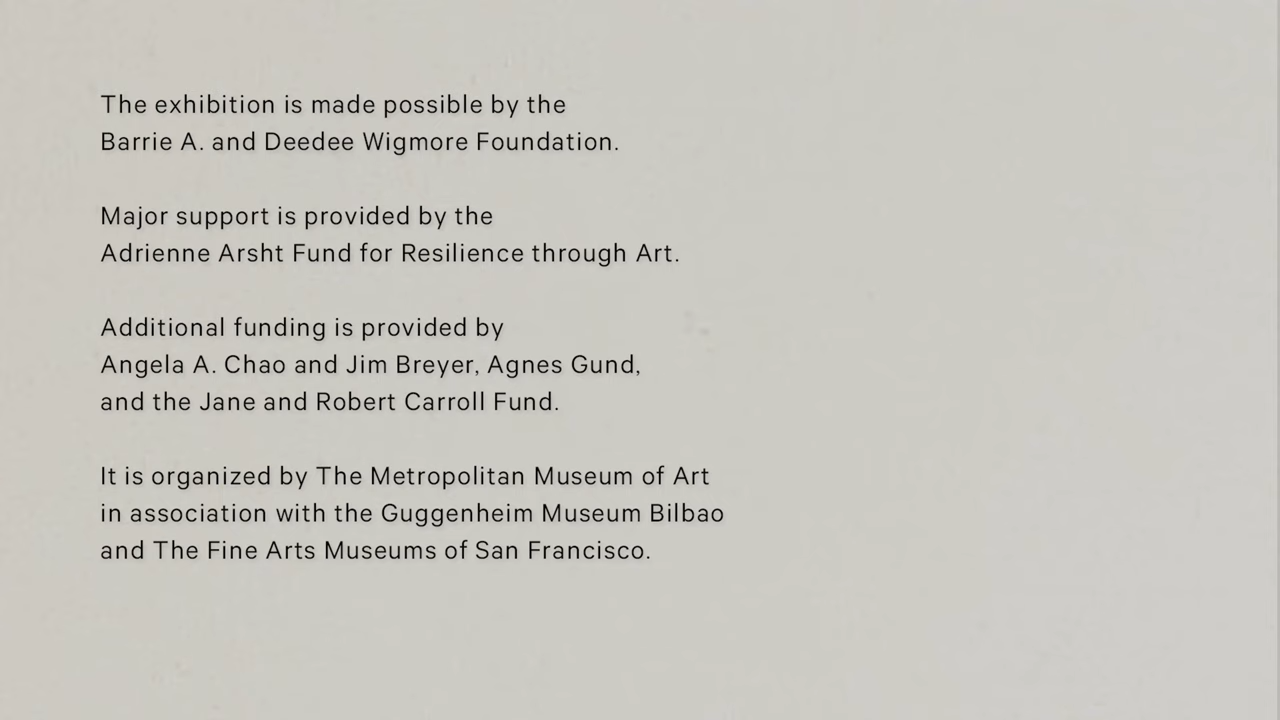 The exhibition is made possible by the
Barrie A. and Deedee Wigmore Foundation.
Major support is provided by the
Adrienne Arsht Fund for Resilience through Art.
Additional funding is provided by
Angela A. Chao and Jim Breyer, Agnes Gund,
and the Jane and Robert Carroll Fund.
It is organized by The Metropolitan Museum of Art
in association with the Guggenheim Museum Bilbao
and The Fine Arts Museums of San Francisco.